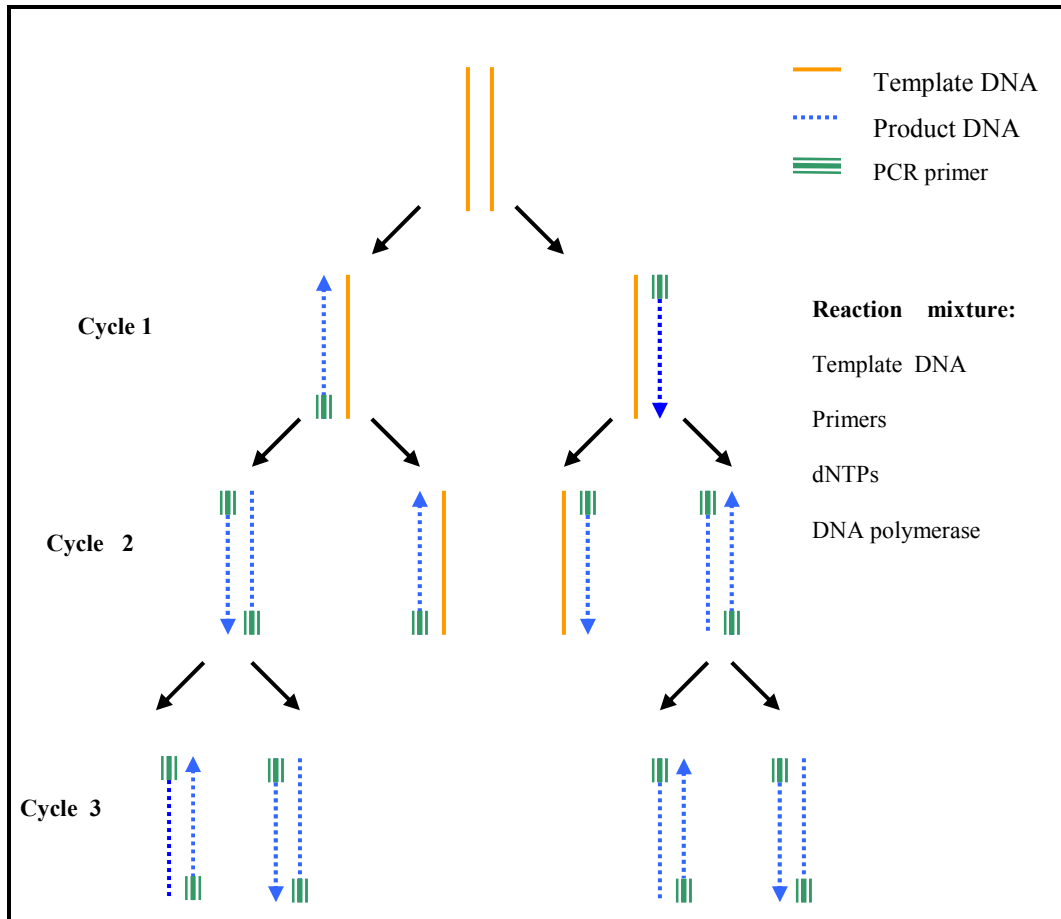 Template DNA
Product DNA
PCR primer
Cycle 1
Reaction mixture:
Template DNA
Primers
dNTPs
Cycle 2
DNA polymerase
Cycle 3